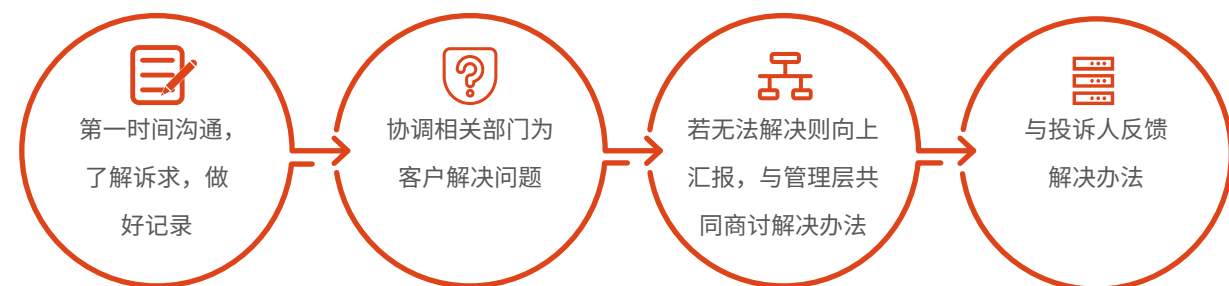 第一时间沟通，
了解诉求，做
好记录
协调相关部门为
客户解决问题
若无法解决则向上
汇报，与管理层共
同商讨解决办法
与投诉人反馈
解决办法